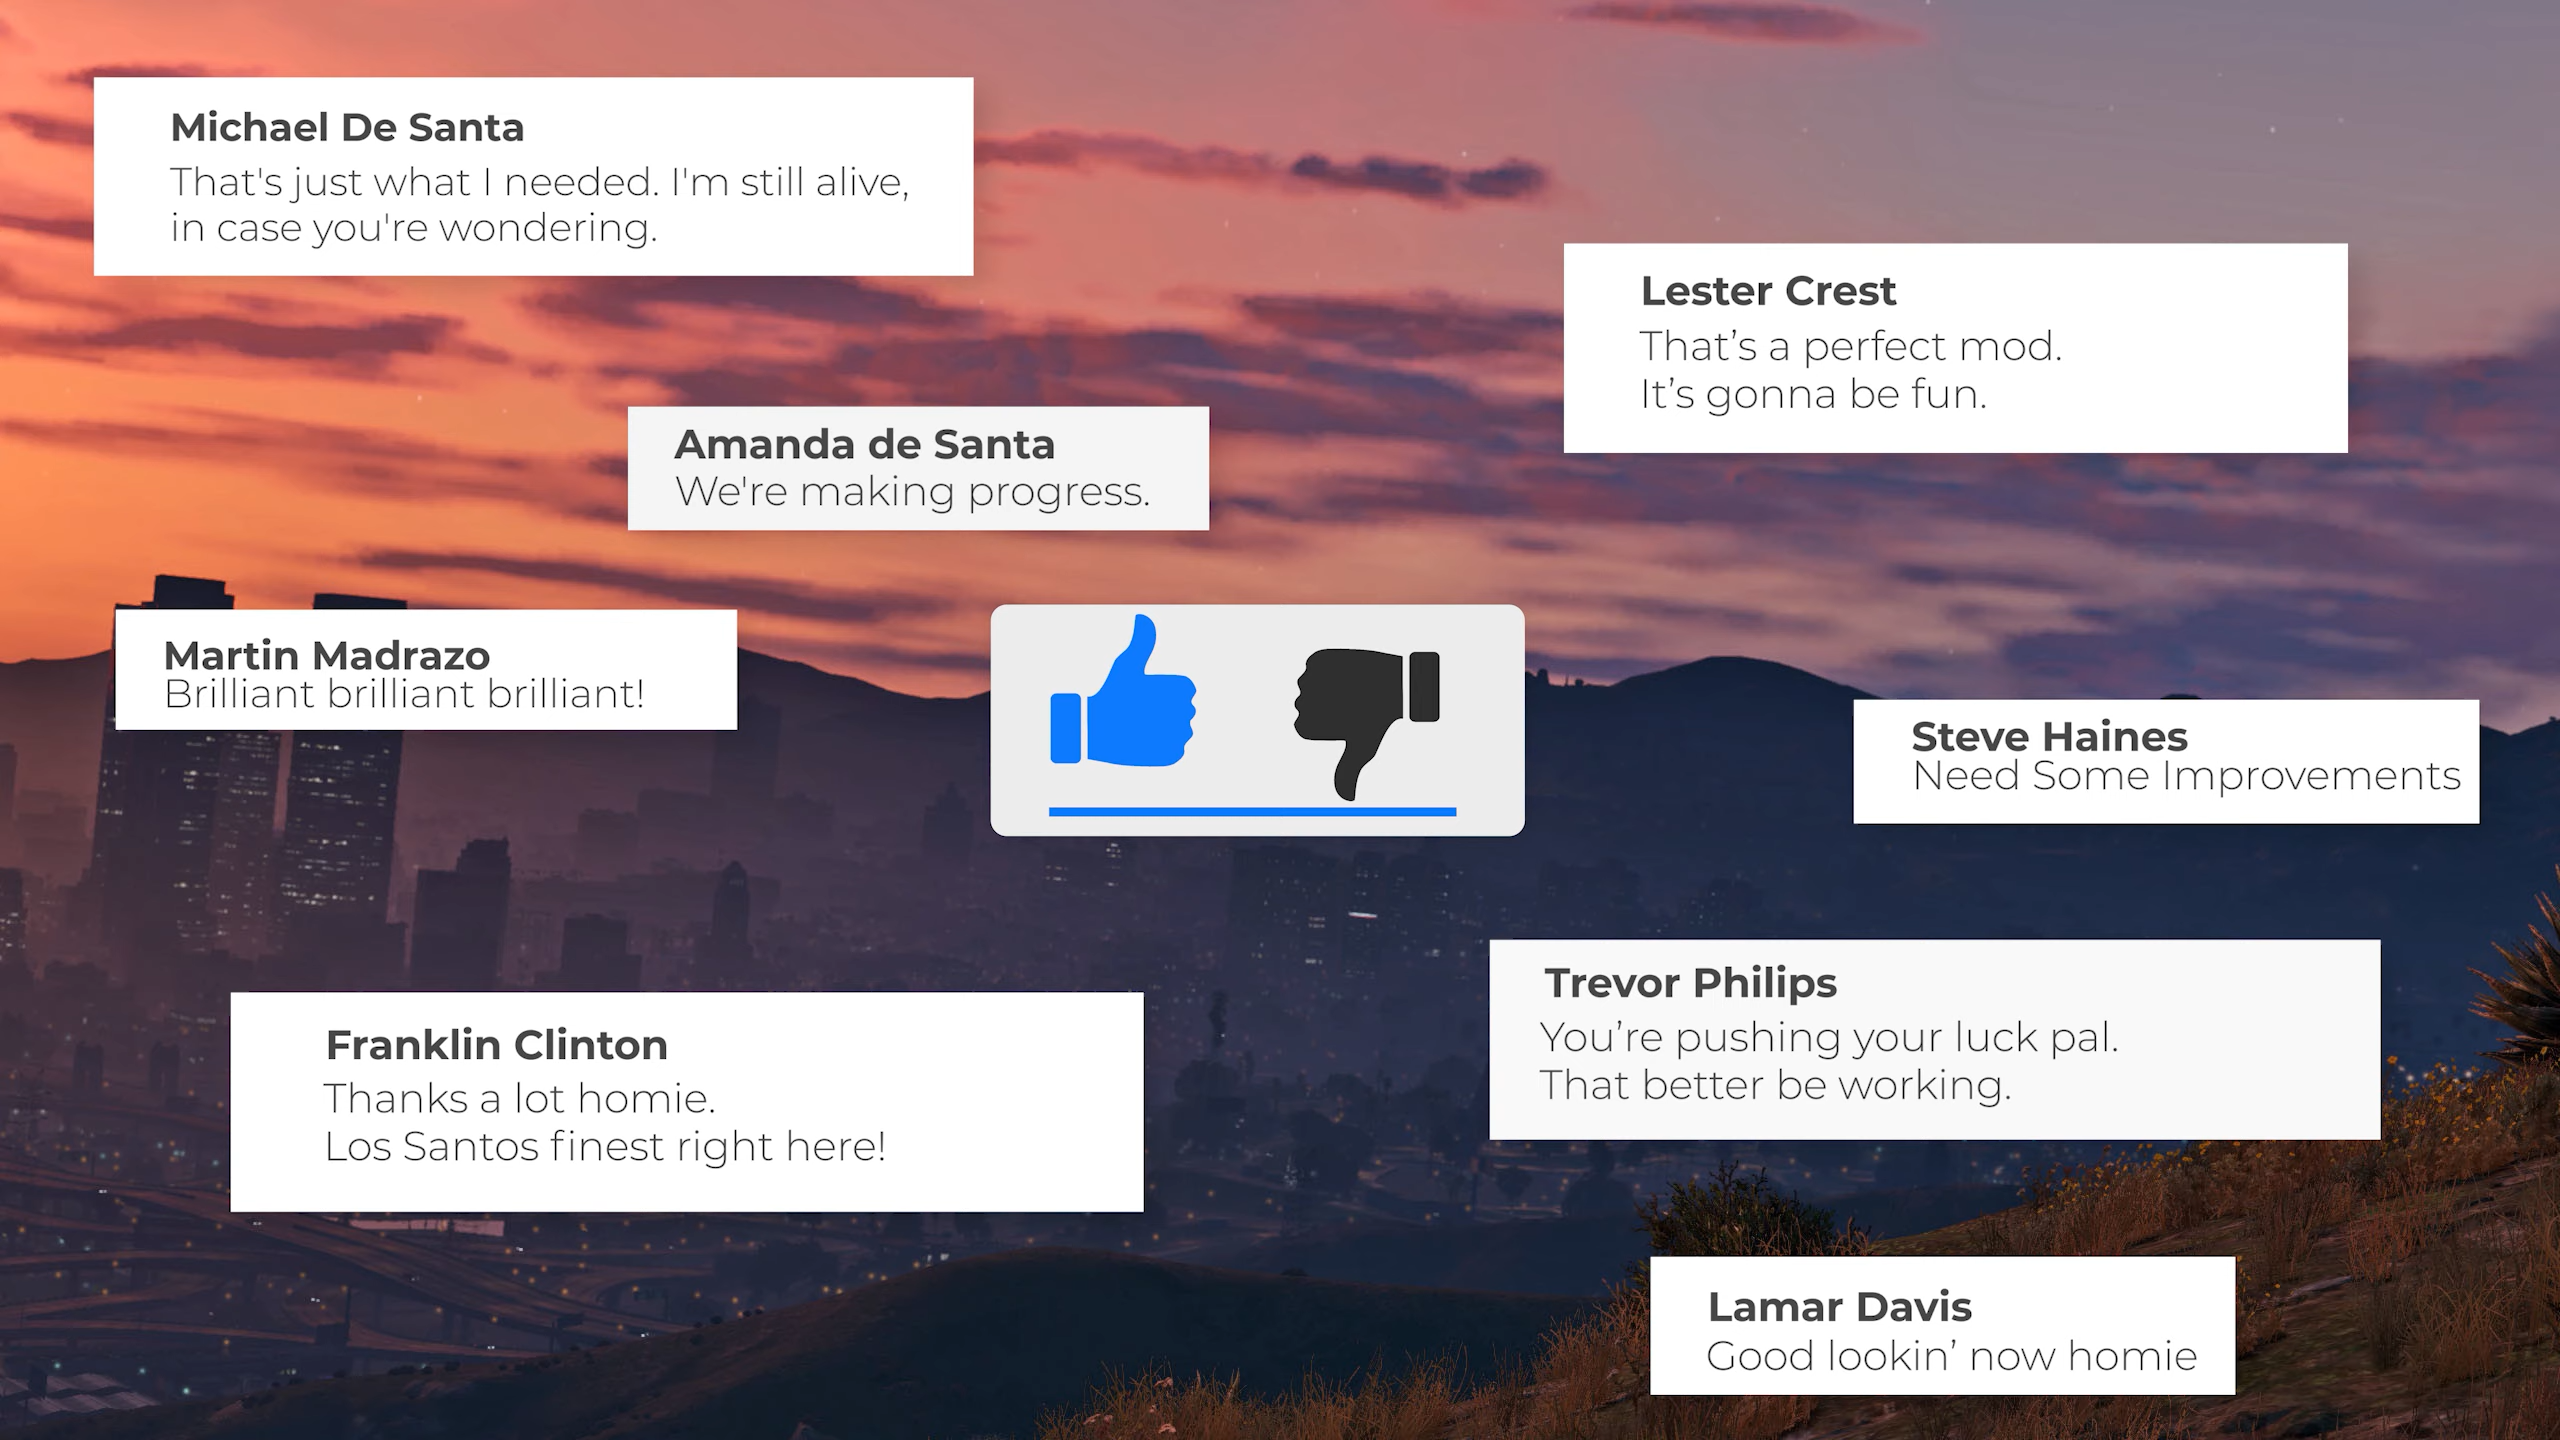 Michael De Santa
That's just what I needed. I'm still alive,
in case you're wondering.
Lester Crest
That’s a perfect mod.
It’s gonna be fun.
Amanda de Santa
We're making progress.
Martin Madrazo
Brilliant brilliant brilliant!
Steve Haines
Need Some Improvements
Trevor Philips
You’re pushing your luck pal.
That better be working.
Franklin Clinton
Thanks a lot homie.
Los Santos finest right here!
Lamar Davis
Good lookin’ now homie